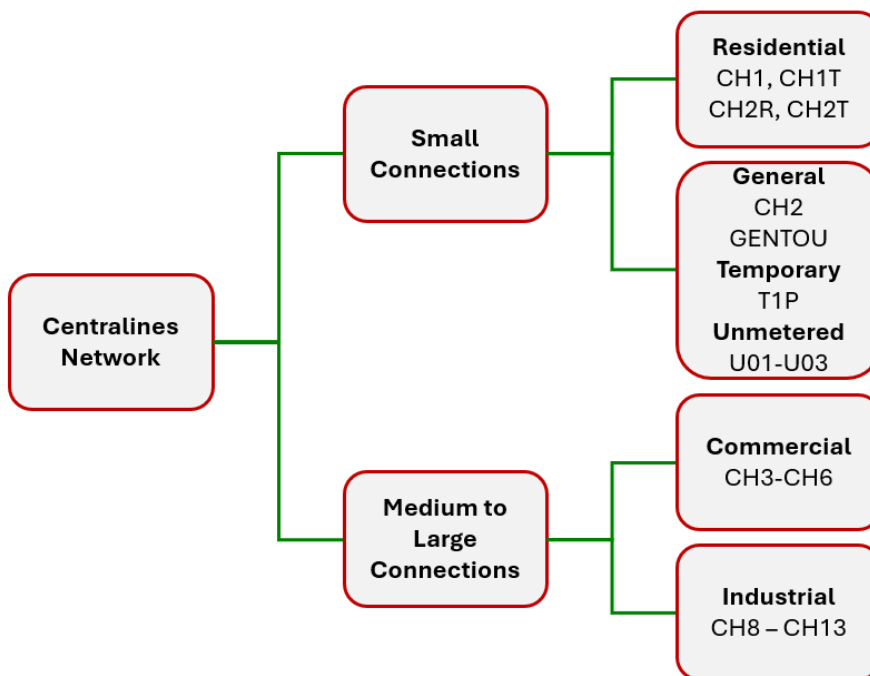 Centralines
Network
Small
Connections
Residential
CH1, CH1T
CH2R, CH2T
General
CH2
GENTOU
Temporary
T1P
Unmetered
U01-U03
Medium to
Large
Connections
Commercial
CH3-CH6
Industrial
CH8 – CH13